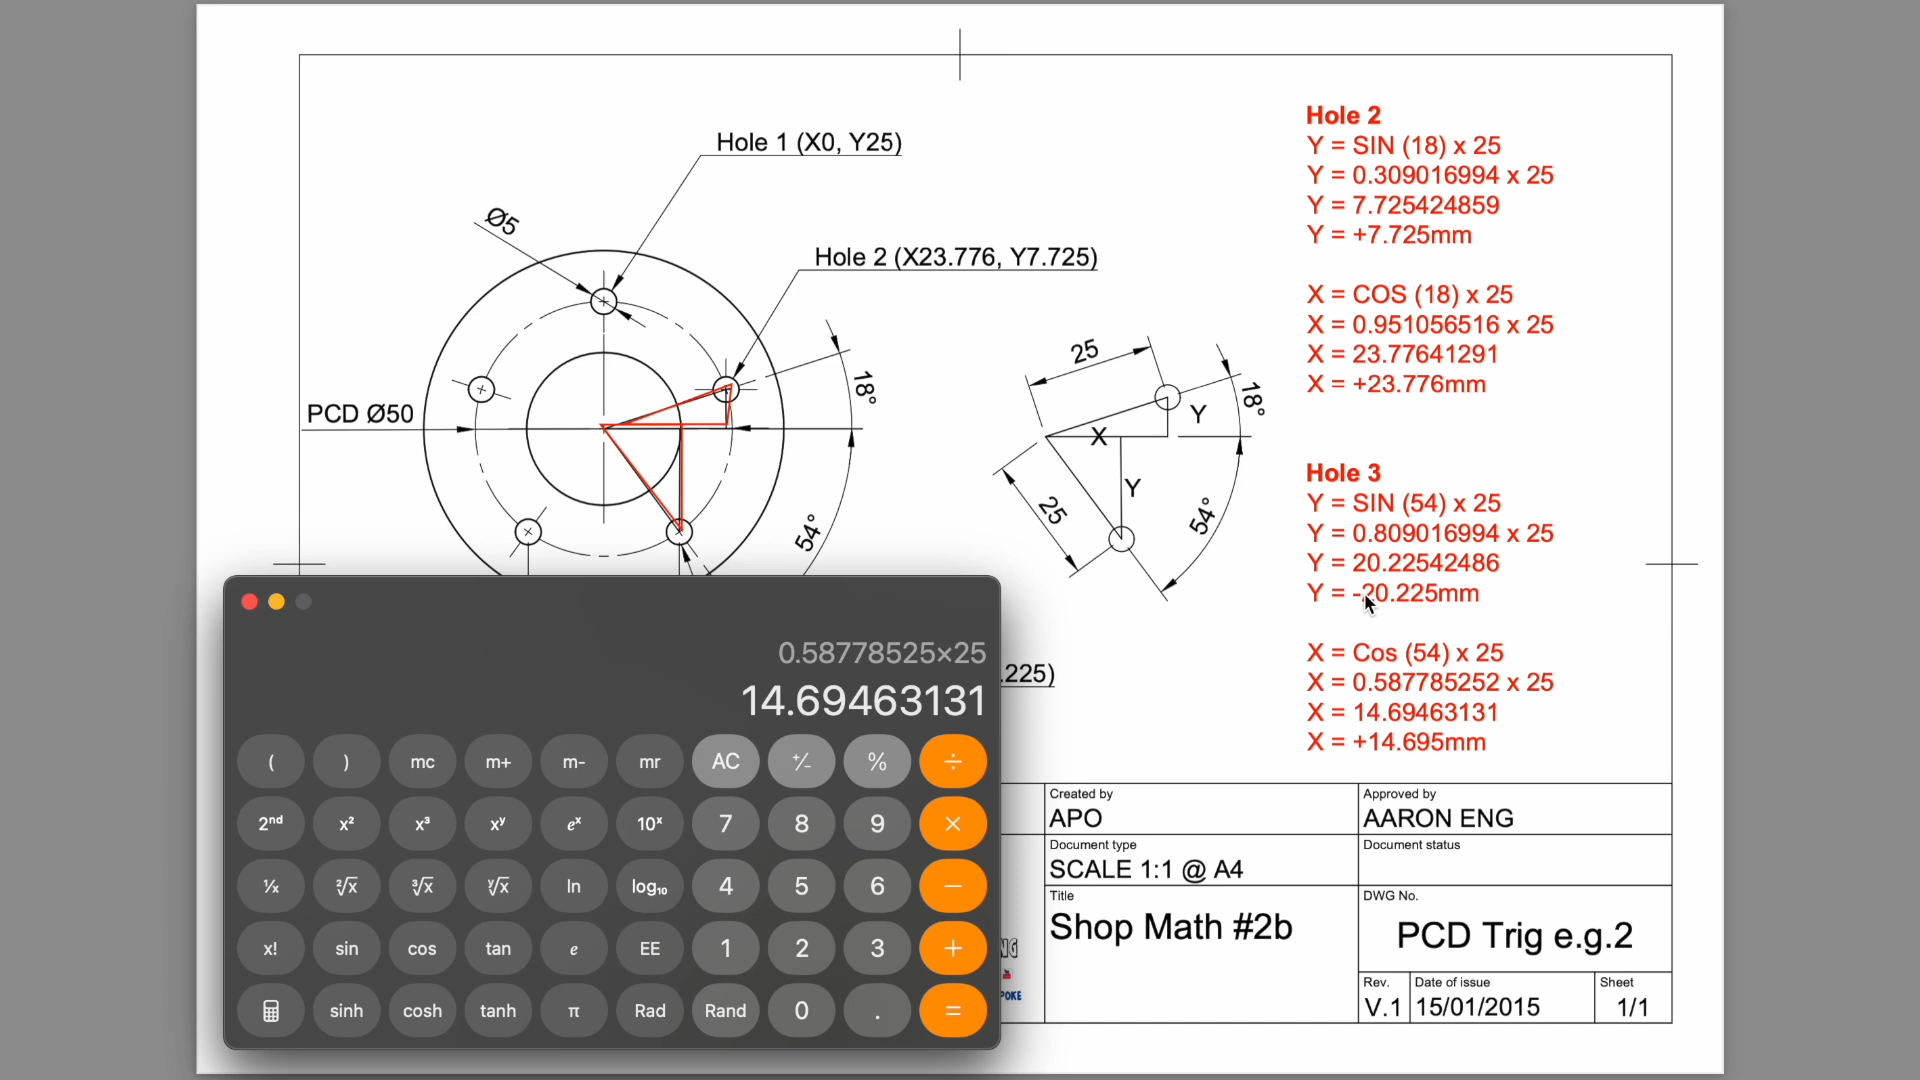 Hole 1 (X0, Y25)
Ø5
Hole 2 (X23.776, Y7.725)
18°
PCD Ø50
54°
25
18°
Y
X
Y
25
54°
.225)
Hole 2
Y = SIN (18) x 25
Y = 0.309016994 x 25
Y = 7.725424859
Y = +7.725mm
X = COS (18) x 25
X = 0.951056516 x 25
X = 23.77641291
X = +23.776mm
Hole 3
Y = SIN (54) x 25
Y = 0.809016994 x 25
Y = 20.22542486
Y = -20.225mm
X = Cos (54) x 25
X = 0.587785252 x 25
X = 14.69463131
X = +14.695mm
0.58778525×25
14.69463131
( ) mc m+ m- mr AC +/- % ÷
2nd x² x³ xʸ eˣ 10ˣ 7 8 9 ×
1/x ²√x ³√x ʸ√x ln log₁₀ 4 5 6 −
x! sin cos tan e EE 1 2 3 +
sinh cosh tanh π Rad Rand 0 . =
Created by
APO
Approved by
AARON ENG
Document type
SCALE 1:1 @ A4
Document status
Title
Shop Math #2b
DWG No.
PCD Trig e.g.2
Rev.
V.1
Date of issue
15/01/2015
Sheet
1/1
NG
POKE